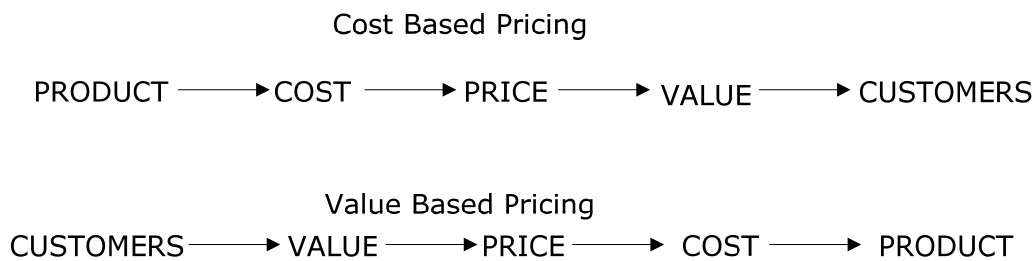 Cost Based Pricing
PRODUCT COST PRICE VALUE CUSTOMERS
Value Based Pricing
CUSTOMERS VALUE PRICE COST PRODUCT